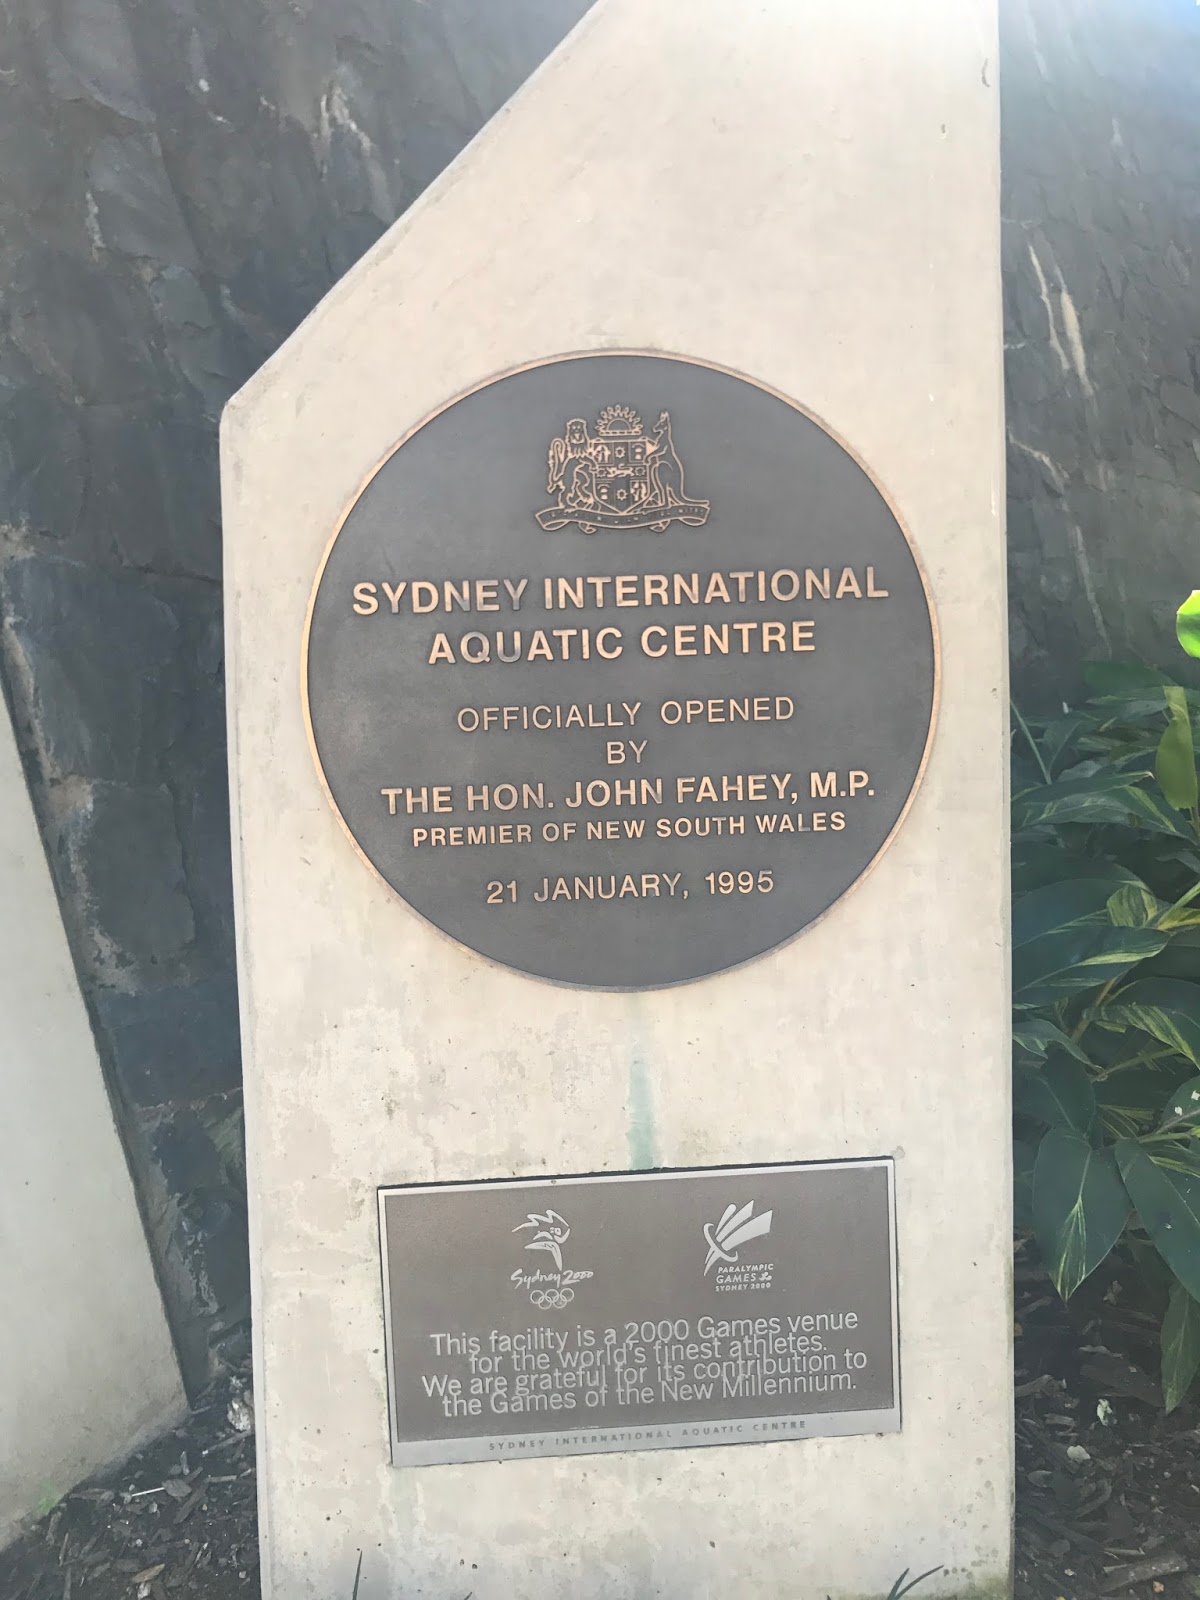 SYDNEY INTERNATIONAL
AQUATIC CENTRE
OFFICIALLY OPENED
BY
THE HON. JOHN FAHEY, M.P.
PREMIER OF NEW SOUTH WALES
21 JANUARY, 1995
Sydney 2000
PARALYMPIC
GAMES
SYDNEY 2000
This facility is a 2000 Games venue
for the world's finest athletes.
We are grateful for its contribution to
the Games of the New Millennium.
SYDNEY INTERNATIONAL AQUATIC CENTRE